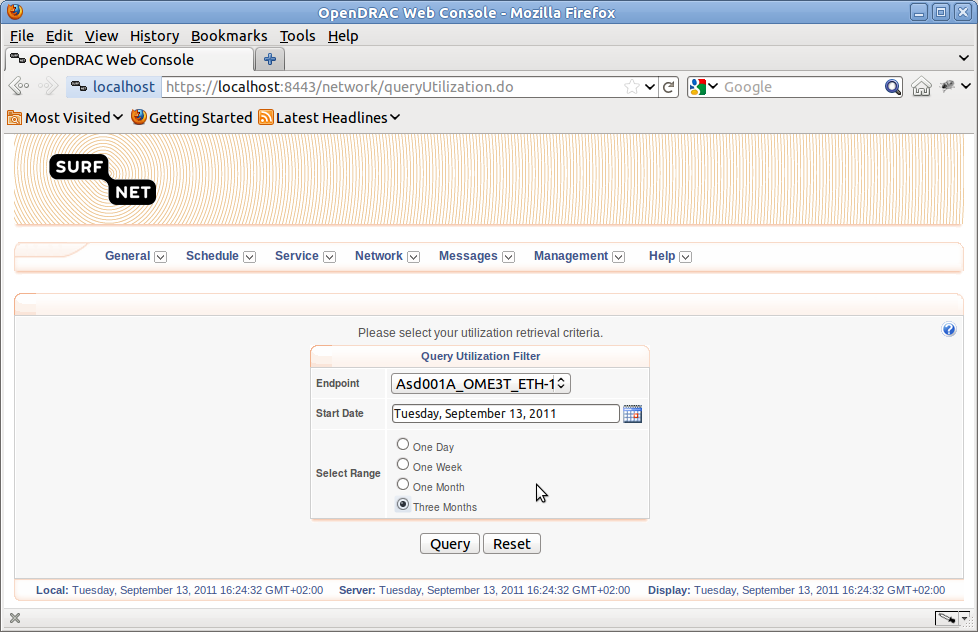 OpenDRAC Web Console - Mozilla Firefox
File Edit View History Bookmarks Tools Help
OpenDRAC Web Console
localhost https://localhost:8443/network/queryUtilization.do Google
Most Visited Getting Started Latest Headlines
SURF
NET
General Schedule Service Network Messages Management Help
Please select your utilization retrieval criteria.
Query Utilization Filter
Endpoint Asd001A_OME3T_ETH-1
Start Date Tuesday, September 13, 2011
Select Range
One Day
One Week
One Month
Three Months
Query Reset
Local: Tuesday, September 13, 2011 16:24:32 GMT+02:00 Server: Tuesday, September 13, 2011 16:24:32 GMT+02:00 Display: Tuesday, September 13, 2011 16:24:32 GMT+02:00